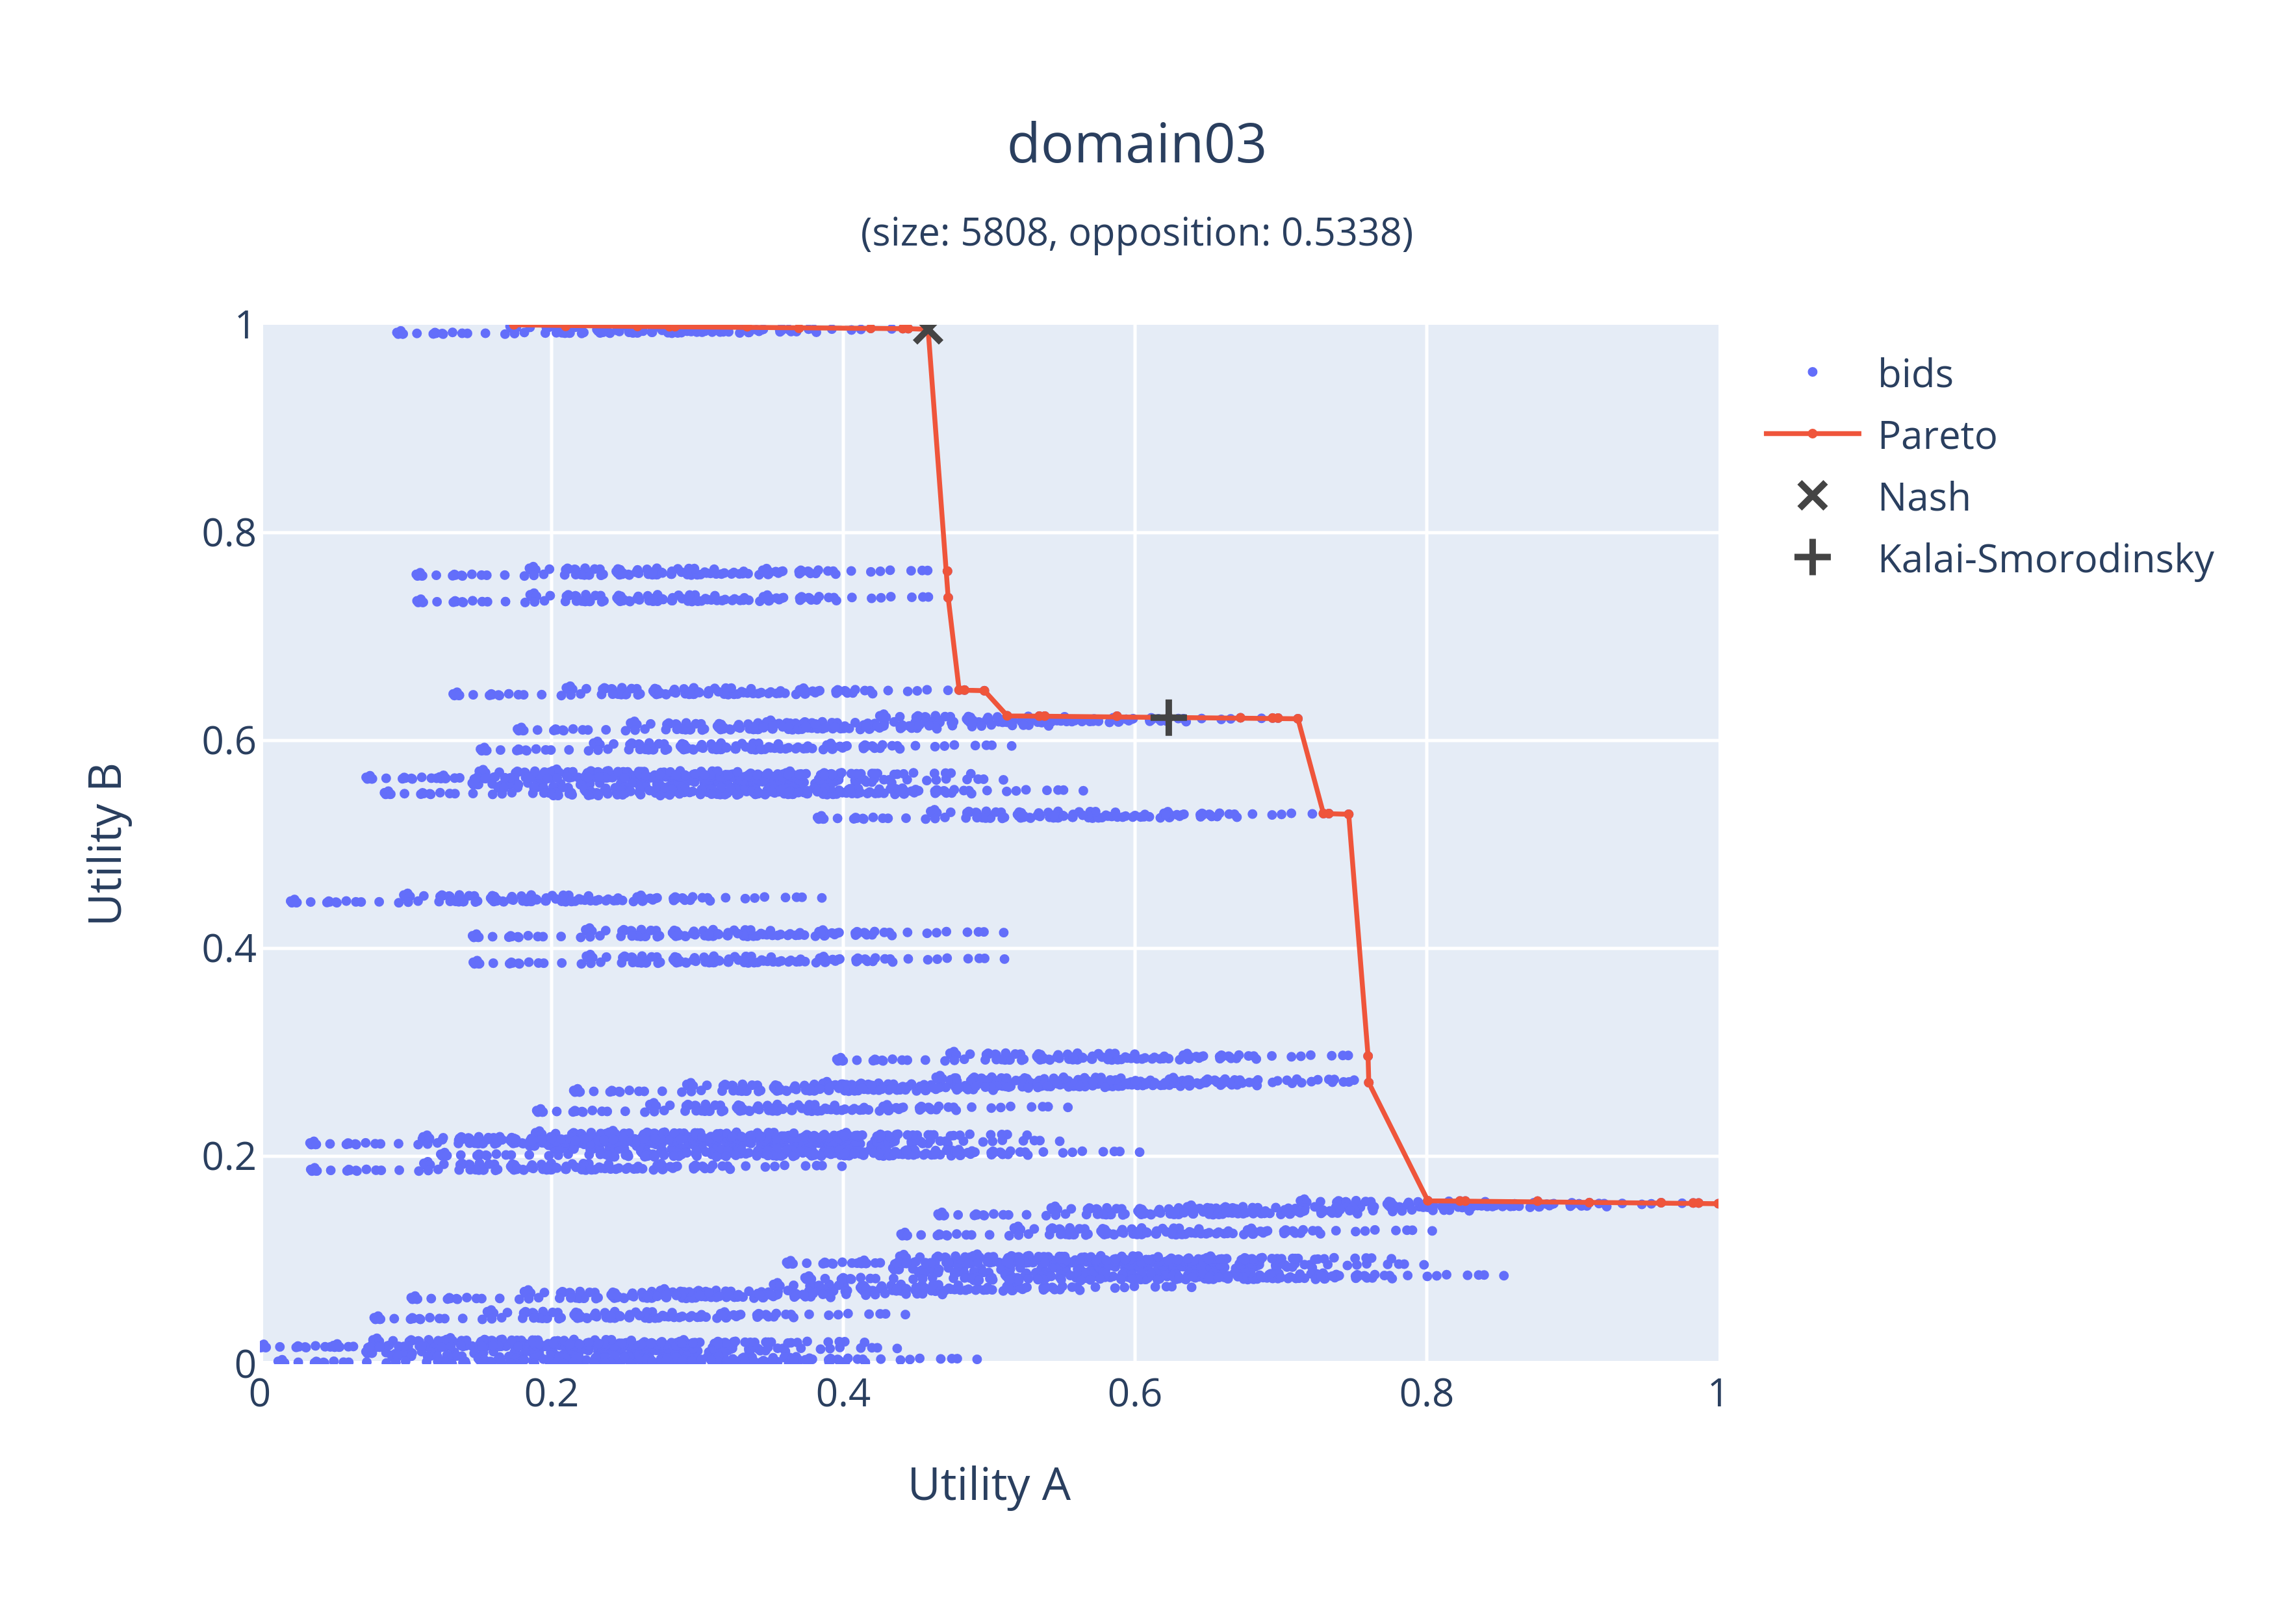 domain03
(size: 5808, opposition: 0.5338)
1
0.8
0.6
0.4
0.2
0
0 0.2 0.4 0.6 0.8 1
Utility B
Utility A
bids
Pareto
Nash
Kalai-Smorodinsky